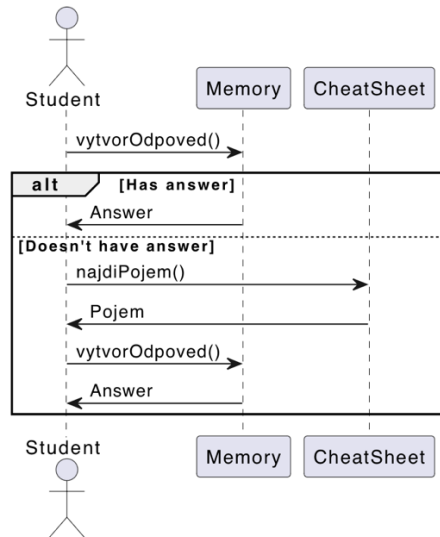 Student
Memory
CheatSheet
vytvorOdpoved()
alt
[Has answer]
Answer
[Doesn't have answer]
najdiPojem()
Pojem
vytvorOdpoved()
Answer
Student
Memory
CheatSheet